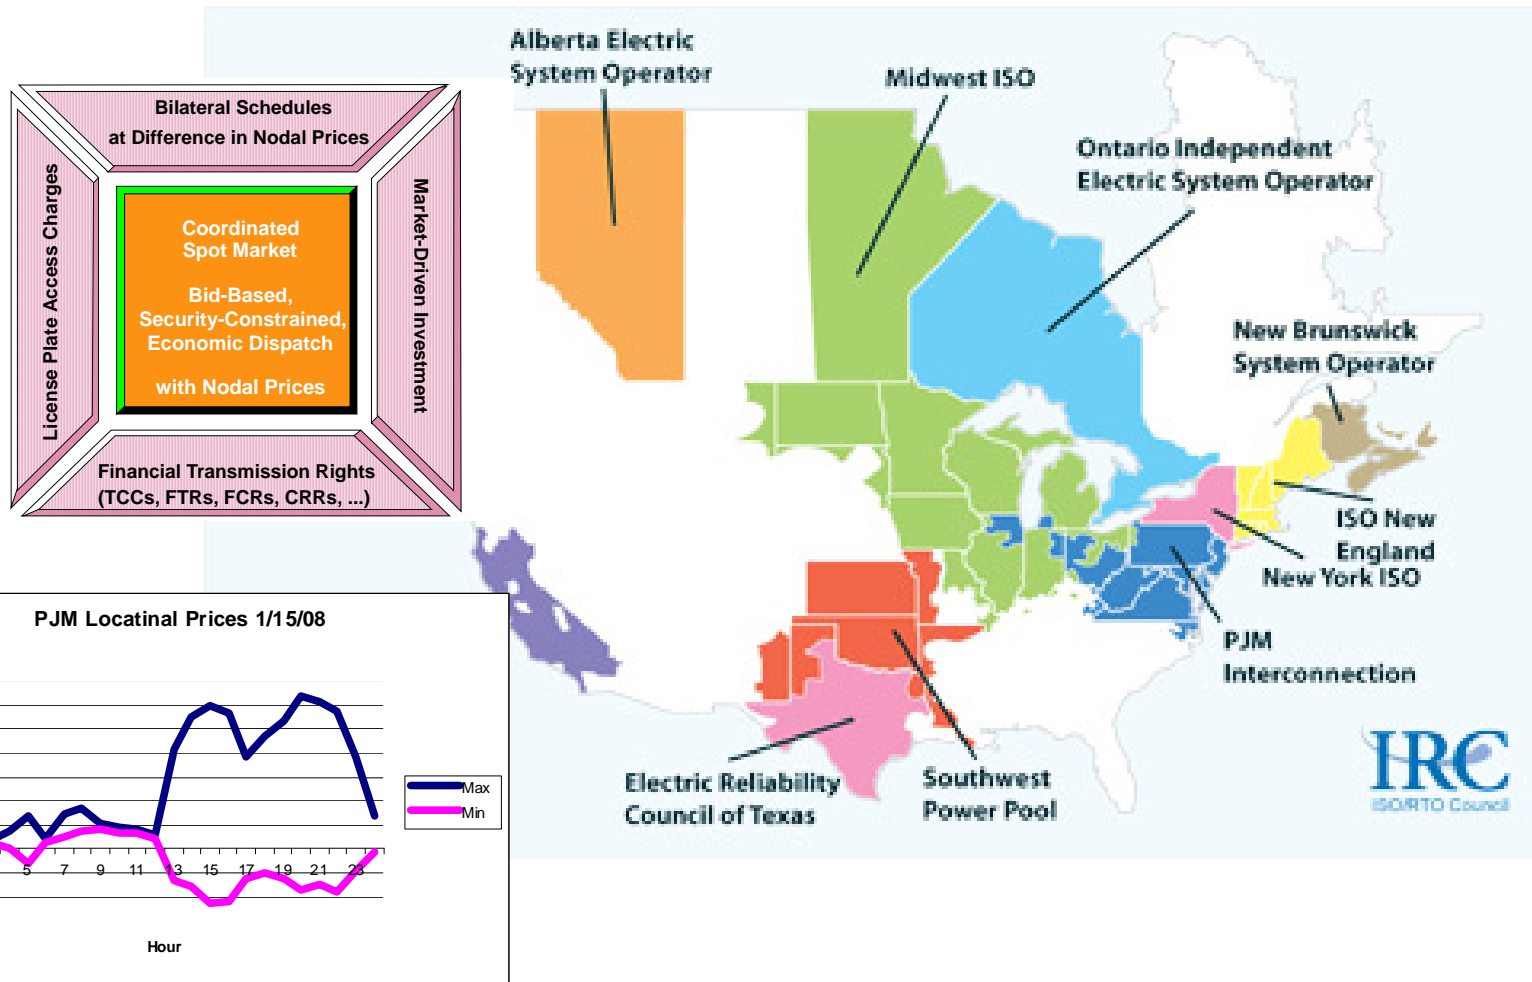 Alberta Electric
System Operator
Midwest ISO
Ontario Independent
Electric System Operator
New Brunswick
System Operator
ISO New
England
New York ISO
PJM
Interconnection
Southwest
Power Pool
Electric Reliability
Council of Texas
IRC
ISO/RTO Council
Bilateral Schedules
at Difference in Nodal Prices
License Plate Access Charges
Coordinated
Spot Market
Bid-Based,
Security-Constrained,
Economic Dispatch
with Nodal Prices
Market-Driven Investment
Financial Transmission Rights
(TCCs, FTRs, FCRs, CRRs, ...)
PJM Locatinal Prices 1/15/08
Max
Min
5 7 9 11 13 15 17 19 21 23
Hour